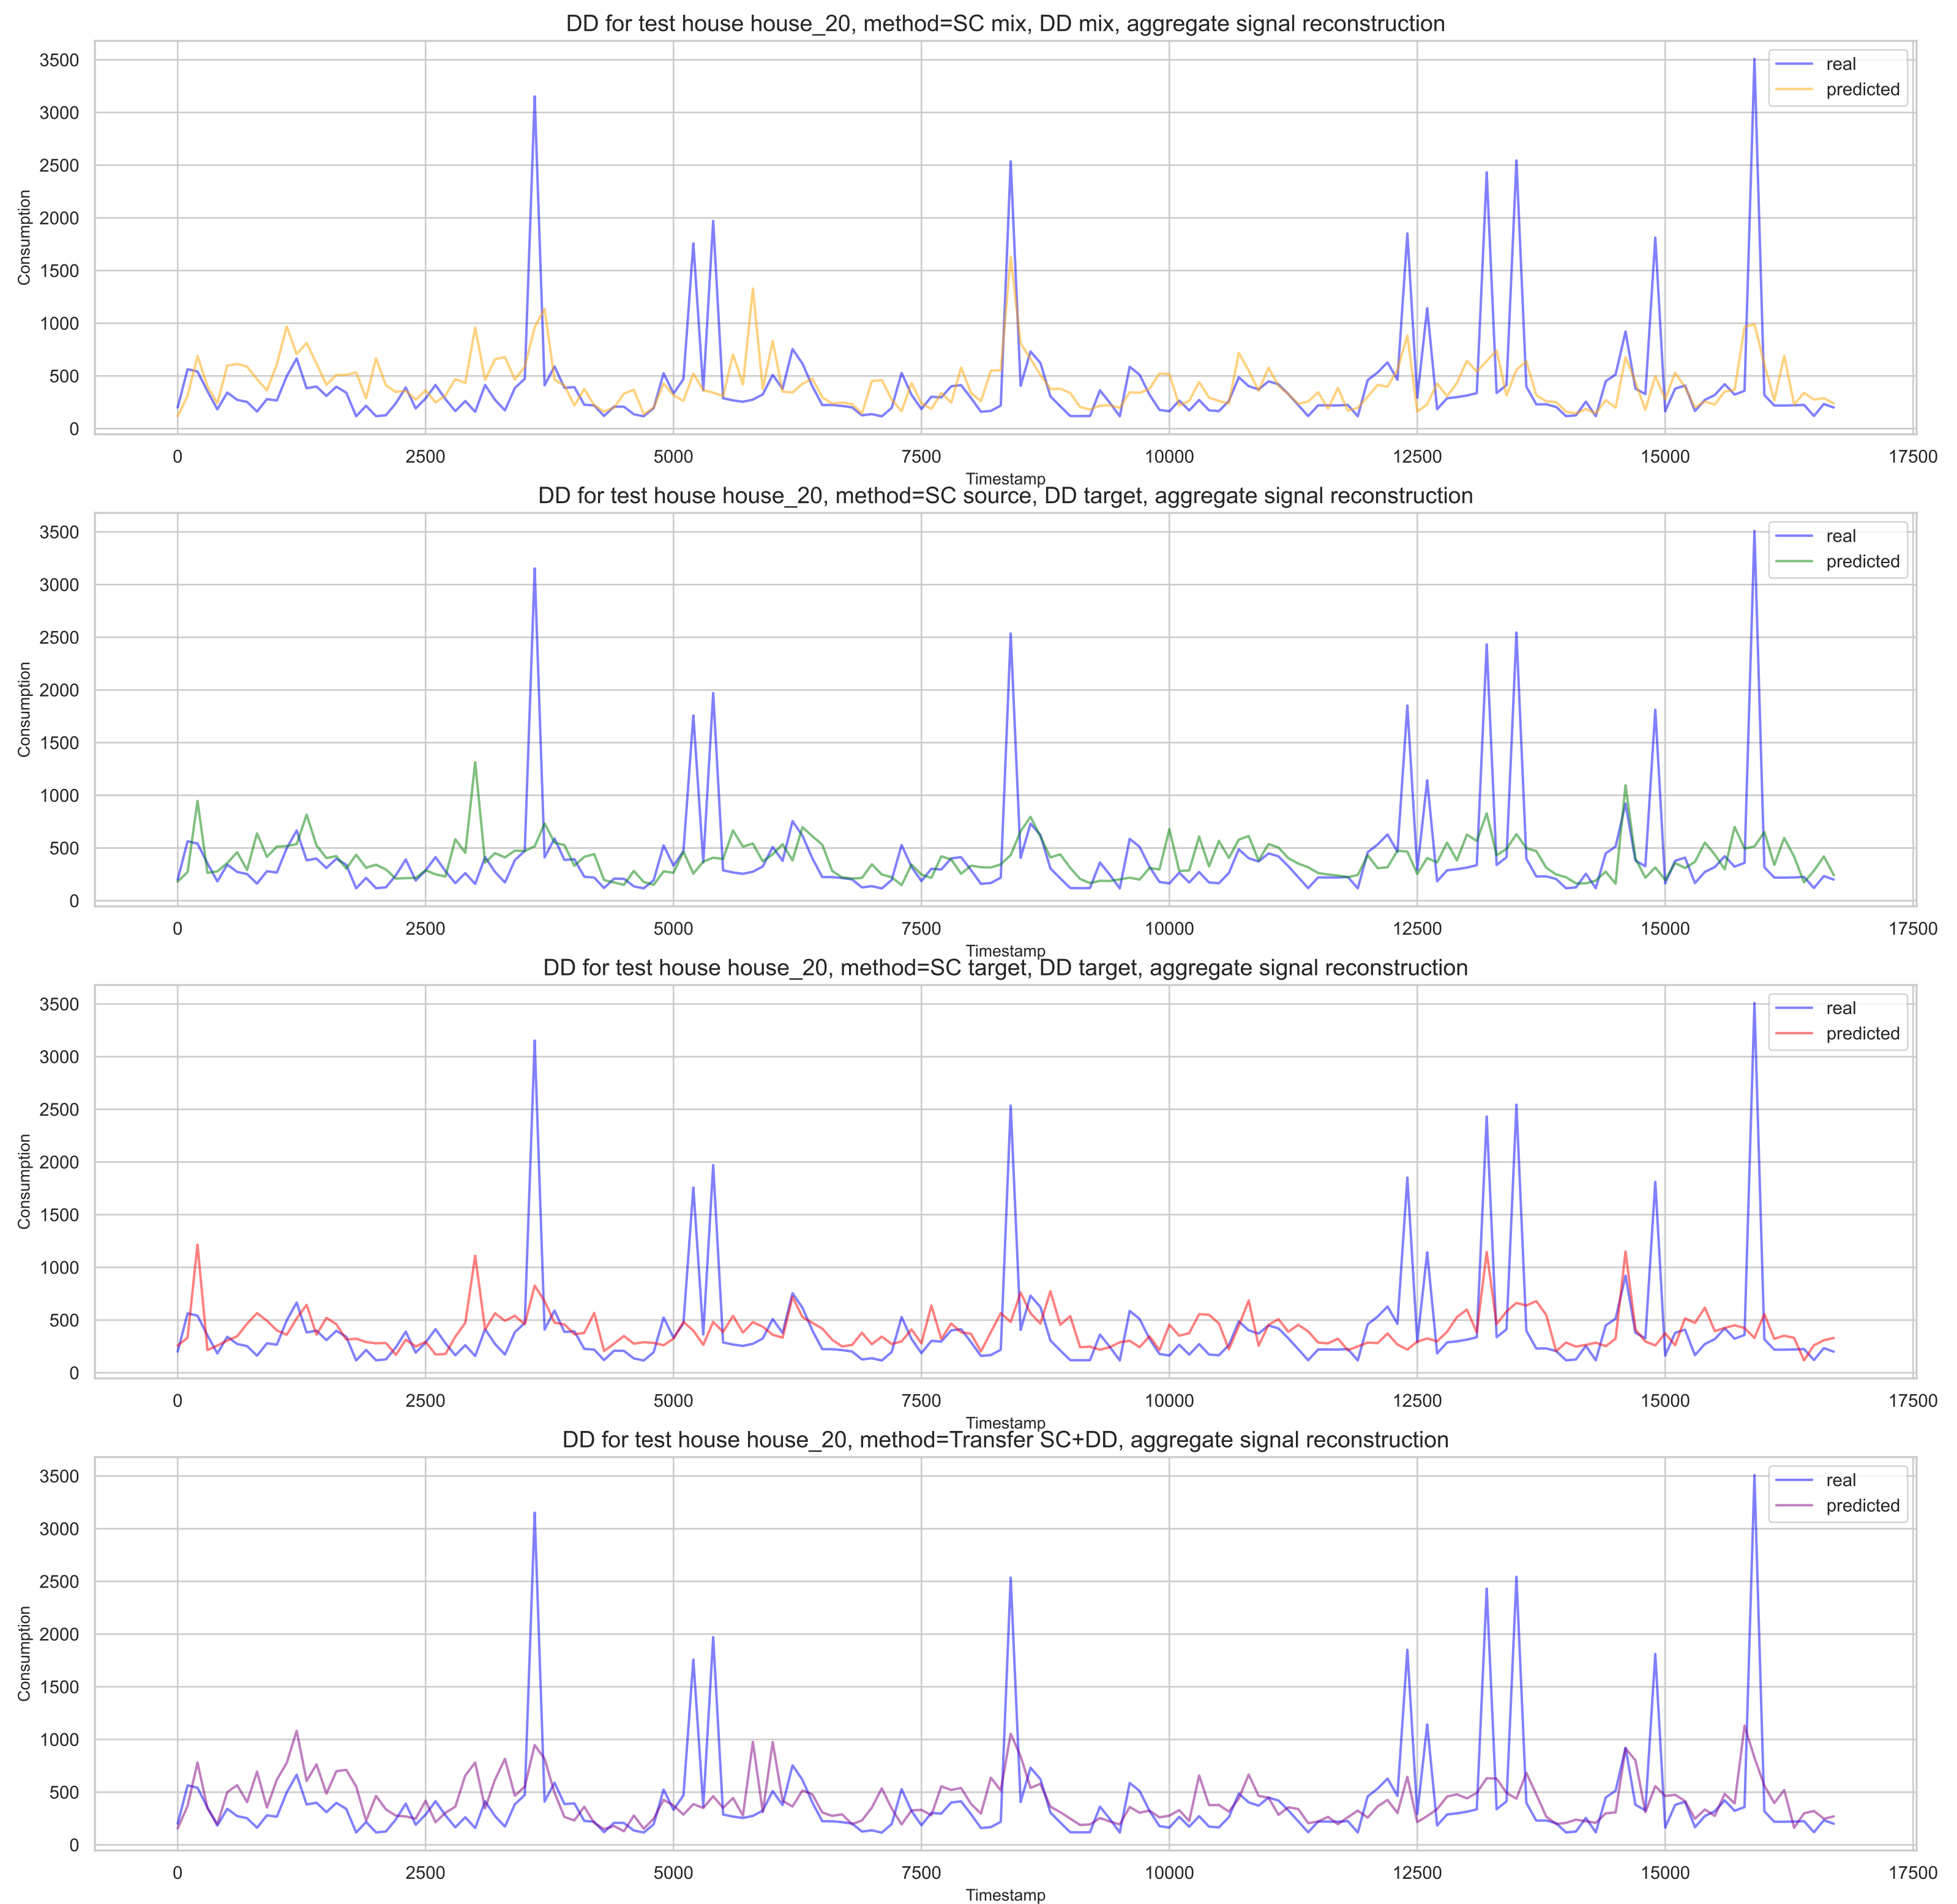 DD for test house house_20, method=SC mix, DD mix, aggregate signal reconstruction
3500
3000
2500
2000
1500
1000
500
0
Consumption
real
predicted
0 2500 5000 7500 10000 12500 15000 17500
Timestamp
DD for test house house_20, method=SC source, DD target, aggregate signal reconstruction
3500
3000
2500
2000
1500
1000
500
0
Consumption
real
predicted
0 2500 5000 7500 10000 12500 15000 17500
Timestamp
DD for test house house_20, method=SC target, DD target, aggregate signal reconstruction
3500
3000
2500
2000
1500
1000
500
0
Consumption
real
predicted
0 2500 5000 7500 10000 12500 15000 17500
Timestamp
DD for test house house_20, method=Transfer SC+DD, aggregate signal reconstruction
3500
3000
2500
2000
1500
1000
500
0
Consumption
real
predicted
0 2500 5000 7500 10000 12500 15000 17500
Timestamp